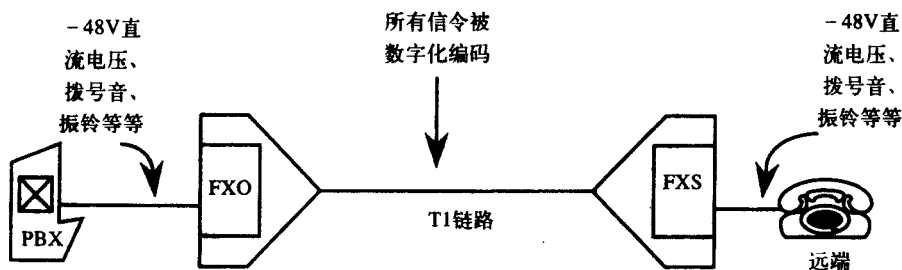 －48V直
流电压、
拨号音、
振铃等等
所有信令被
数字化编码
－48V直
流电压、
拨号音、
振铃等等
FXO
FXS
T1链路
PBX
远端